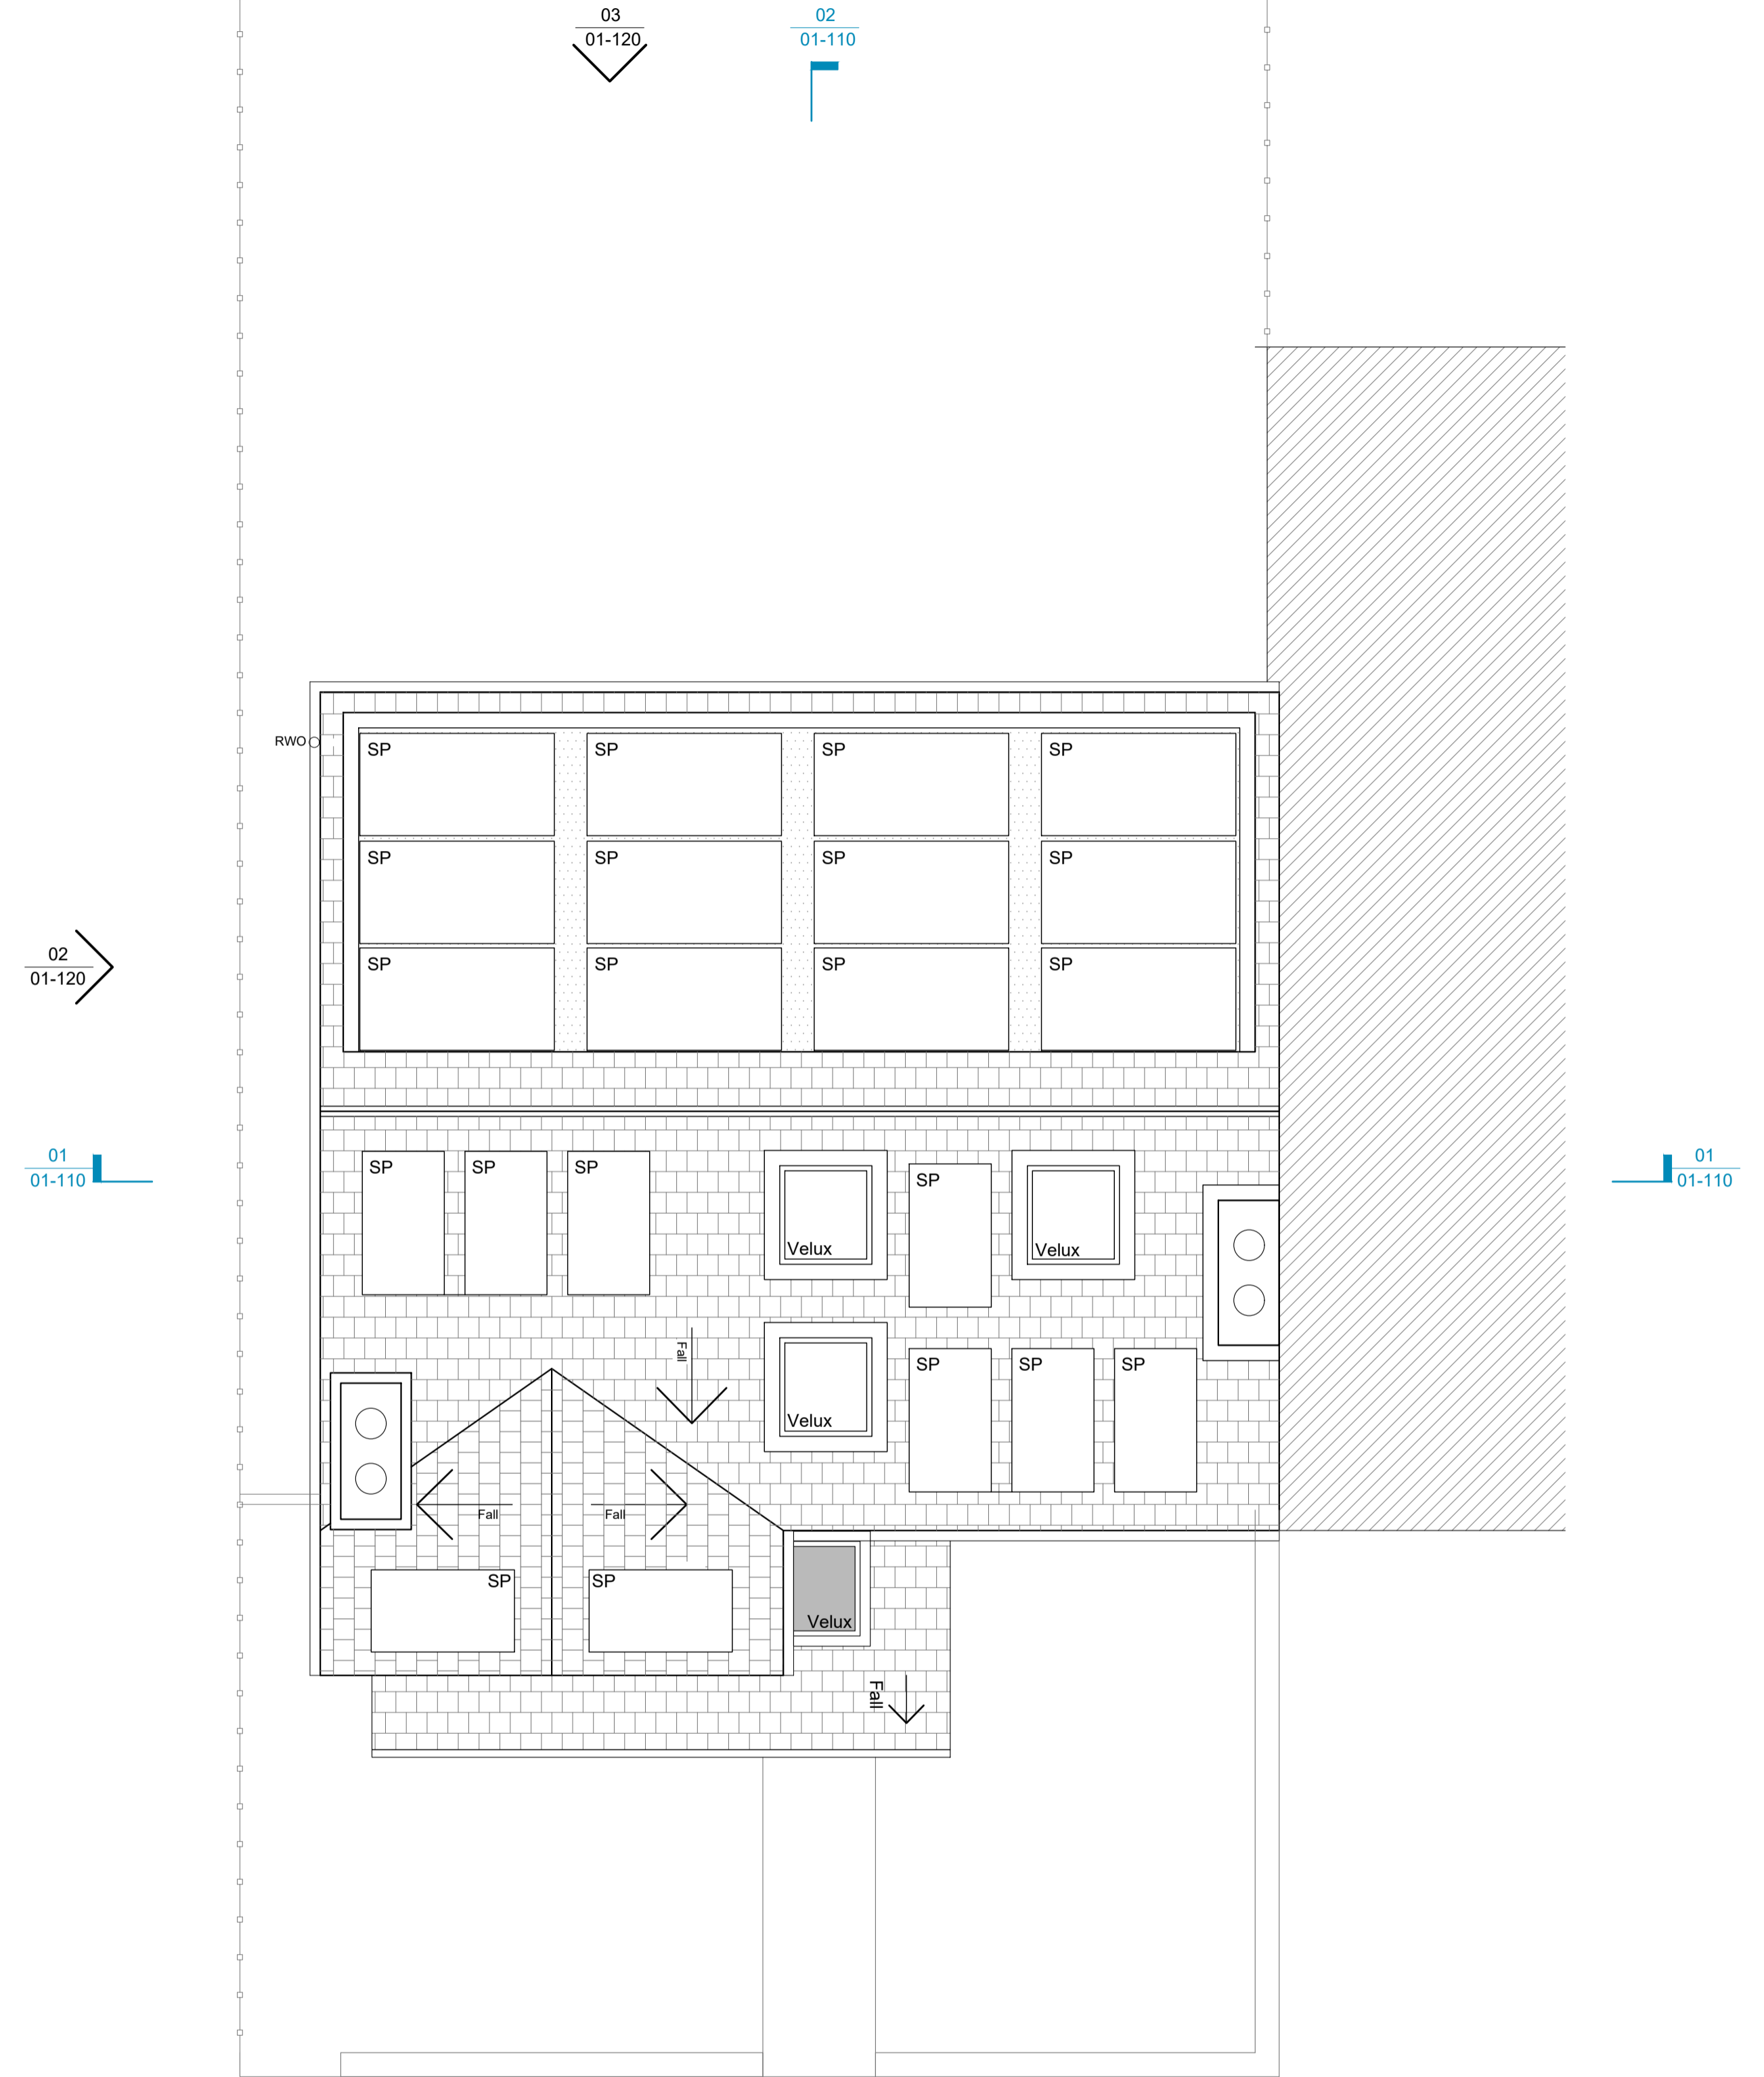 03
01-120
02
01-110
RWO
SP SP SP SP
SP SP SP SP
SP SP SP SP
02
01-120
01
01-110
01
01-110
SP SP SP SP
Velux Velux
Fall
SP SP SP
Velux
Fall Fall
SP SP
Velux
Fall